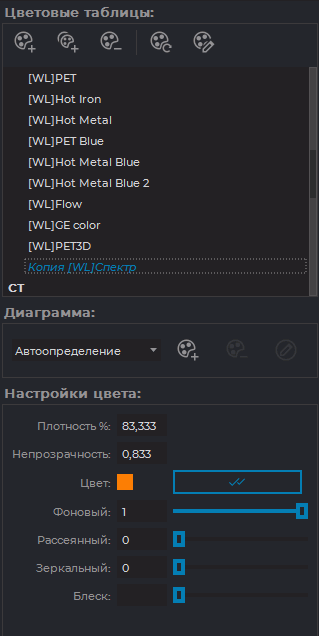 Цветовые таблицы:
[WL]PET
[WL]Hot Iron
[WL]Hot Metal
[WL]PET Blue
[WL]Hot Metal Blue
[WL]Hot Metal Blue 2
[WL]Flow
[WL]GE color
[WL]PET3D
Копия [WL]Спектр
CT
Диаграмма:
Автоопределение
Настройки цвета:
Плотность %: 83,333
Непрозрачность: 0,833
Цвет:
Фоновый: 1
Рассеянный: 0
Зеркальный: 0
Блеск: